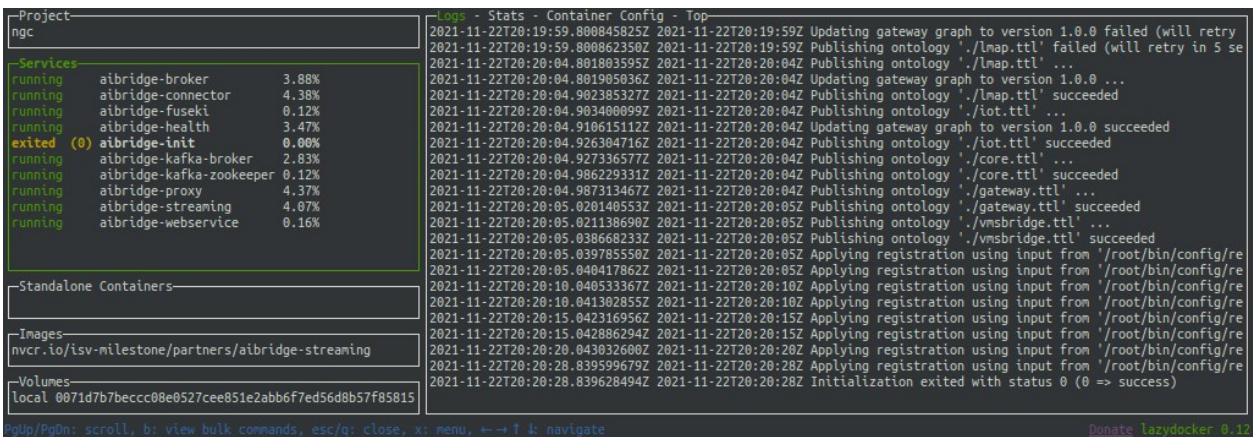 Project
ngc
Services
running aibridge-broker 3.88%
running aibridge-connector 4.38%
running aibridge-fuseki 0.12%
running aibridge-health 3.47%
exited (0) aibridge-init 0.00%
running aibridge-kafka-broker 2.83%
running aibridge-kafka-zookeeper 0.12%
running aibridge-proxy 4.37%
running aibridge-streaming 4.07%
running aibridge-webservice 0.16%
Standalone Containers
Images
nvcr.io/isv-milestone/partners/aibridge-streaming
Volumes
local 0071d7b7beccc08e0527cee851e2abb6f7ed56d8b57f85815
Logs - Stats - Container Config - Top
2021-11-22T20:19:59.800845825Z 2021-11-22T20:19:59Z Updating gateway graph to version 1.0.0 failed (will retry
2021-11-22T20:19:59.800862350Z 2021-11-22T20:19:59Z Publishing ontology './lmap.ttl' failed (will retry in 5 se
2021-11-22T20:20:04.801803595Z 2021-11-22T20:20:04Z Publishing ontology './lmap.ttl' ...
2021-11-22T20:20:04.801905036Z 2021-11-22T20:20:04Z Updating gateway graph to version 1.0.0 ...
2021-11-22T20:20:04.902385327Z 2021-11-22T20:20:04Z Publishing ontology './lmap.ttl' succeeded
2021-11-22T20:20:04.903400099Z 2021-11-22T20:20:04Z Publishing ontology './iot.ttl' ...
2021-11-22T20:20:04.910615112Z 2021-11-22T20:20:04Z Updating gateway graph to version 1.0.0 succeeded
2021-11-22T20:20:04.926304716Z 2021-11-22T20:20:04Z Publishing ontology './iot.ttl' succeeded
2021-11-22T20:20:04.927336577Z 2021-11-22T20:20:04Z Publishing ontology './core.ttl' ...
2021-11-22T20:20:04.986229331Z 2021-11-22T20:20:04Z Publishing ontology './core.ttl' succeeded
2021-11-22T20:20:04.987313467Z 2021-11-22T20:20:04Z Publishing ontology './gateway.ttl' ...
2021-11-22T20:20:05.020140553Z 2021-11-22T20:20:05Z Publishing ontology './gateway.ttl' succeeded
2021-11-22T20:20:05.021138690Z 2021-11-22T20:20:05Z Publishing ontology './vmsbridge.ttl' ...
2021-11-22T20:20:05.038668233Z 2021-11-22T20:20:05Z Publishing ontology './vmsbridge.ttl' succeeded
2021-11-22T20:20:05.039785550Z 2021-11-22T20:20:05Z Applying registration using input from '/root/bin/config/re
2021-11-22T20:20:05.040417862Z 2021-11-22T20:20:05Z Applying registration using input from '/root/bin/config/re
2021-11-22T20:20:10.040533367Z 2021-11-22T20:20:10Z Applying registration using input from '/root/bin/config/re
2021-11-22T20:20:10.041302855Z 2021-11-22T20:20:10Z Applying registration using input from '/root/bin/config/re
2021-11-22T20:20:15.042316956Z 2021-11-22T20:20:15Z Applying registration using input from '/root/bin/config/re
2021-11-22T20:20:15.042886294Z 2021-11-22T20:20:15Z Applying registration using input from '/root/bin/config/re
2021-11-22T20:20:20.043032600Z 2021-11-22T20:20:20Z Applying registration using input from '/root/bin/config/re
2021-11-22T20:20:28.839599679Z 2021-11-22T20:20:28Z Applying registration using input from '/root/bin/config/re
2021-11-22T20:20:28.839628494Z 2021-11-22T20:20:28Z Initialization exited with status 0 (0 => success)
PgUp/PgDn: scroll, b: view bulk commands, esc/q: close, x: menu, ← → ↑ ↓: navigate
Donate lazydocker 0.12